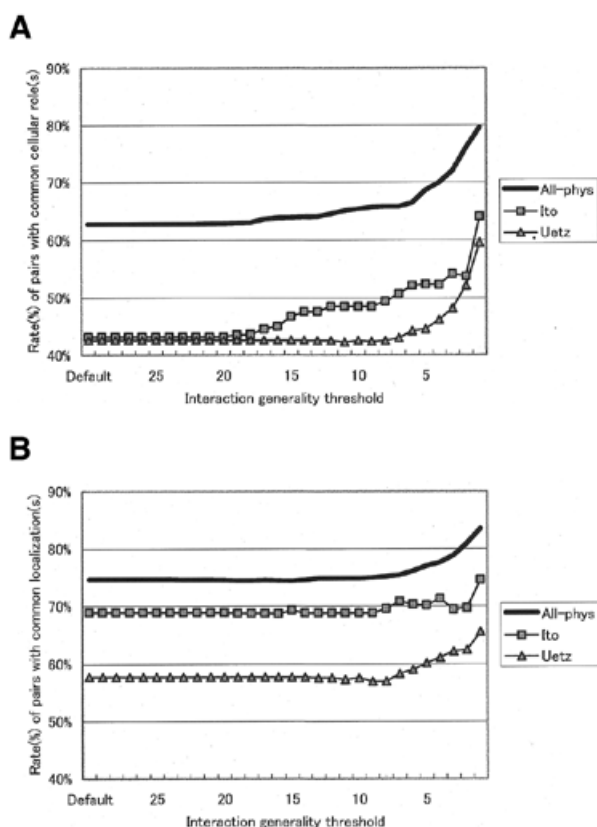 A
90%
80%
70%
60%
50%
40%
Rate(%) of pairs with common cellular role(s)
Default 25 20 15 10 5
Interaction generality threshold
All-phys
Ito
Uetz
B
90%
80%
70%
60%
50%
40%
Rate(%) of pairs with common localization(s)
Default 25 20 15 10 5
Interaction generality threshold
All-phys
Ito
Uetz